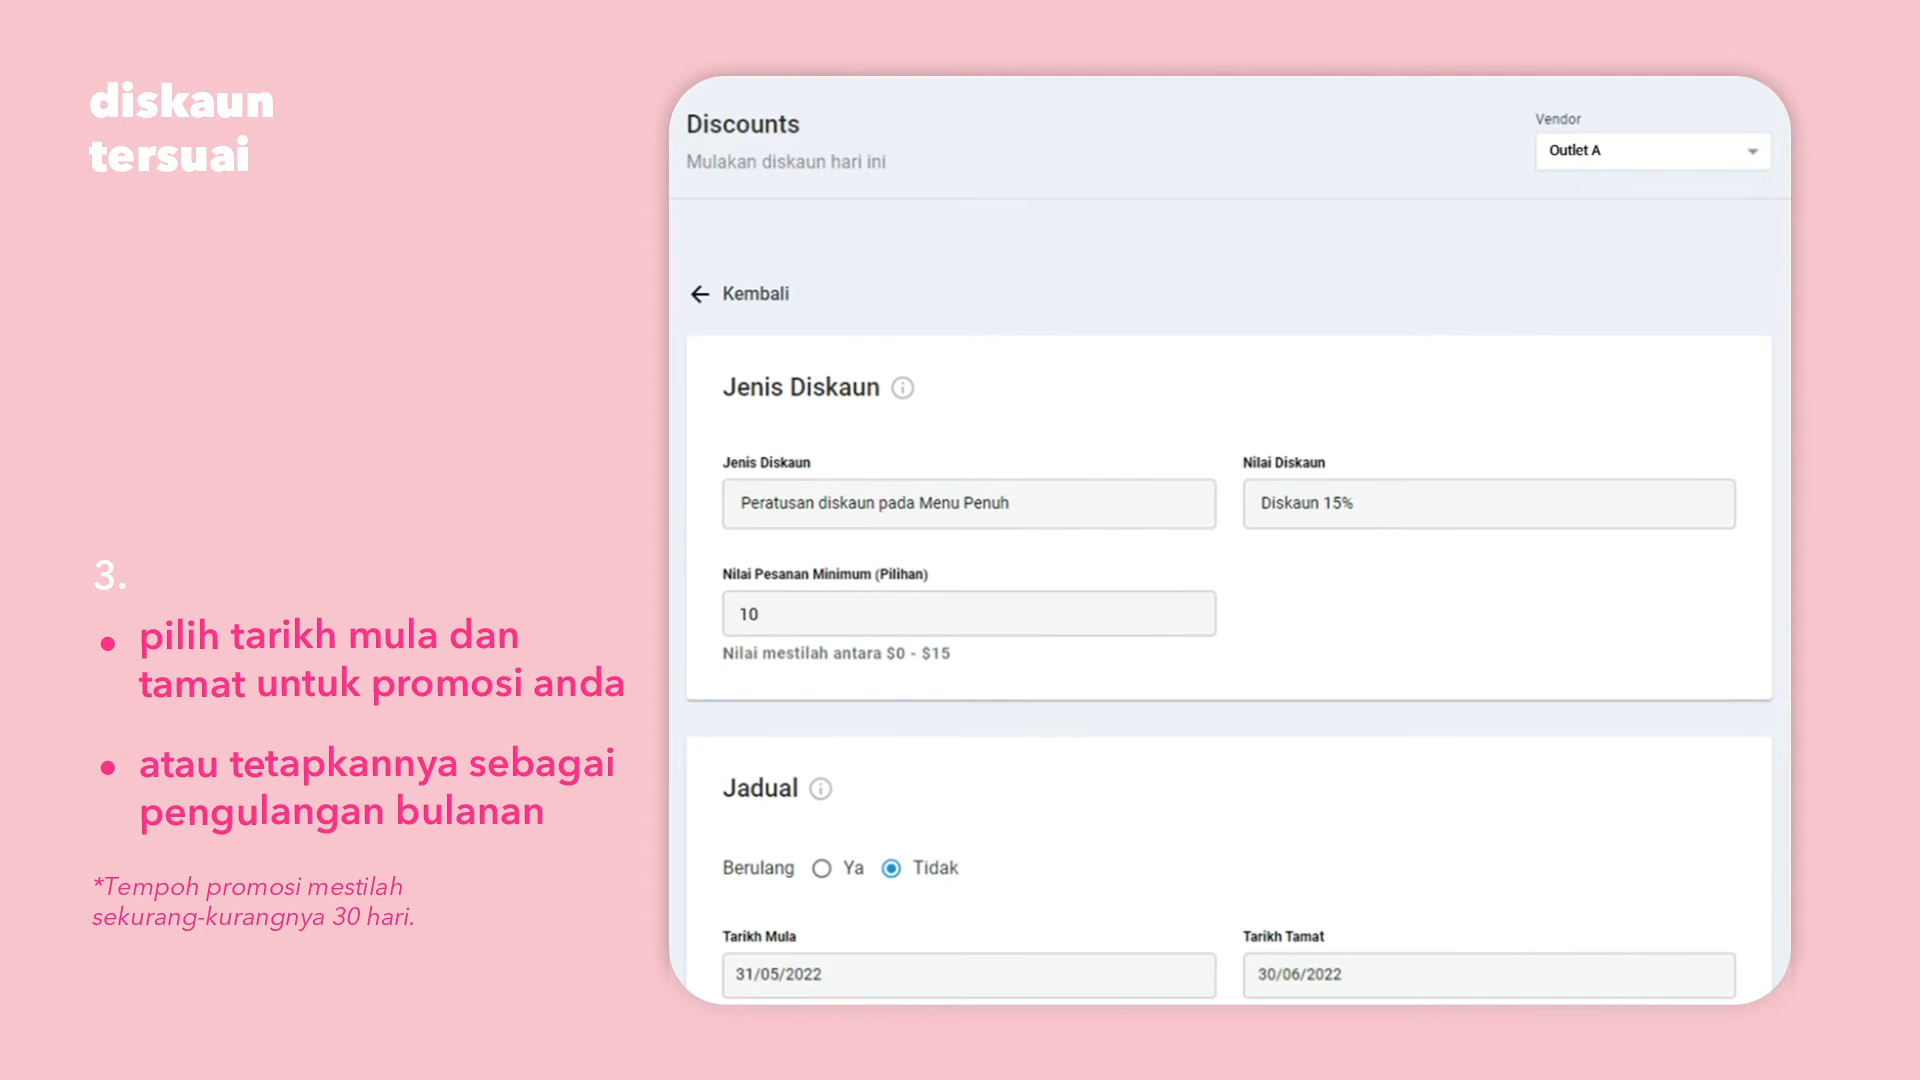 diskaun
tersuai
3.
• pilih tarikh mula dan
tamat untuk promosi anda
• atau tetapkannya sebagai
pengulangan bulanan
*Tempoh promosi mestilah
sekurang-kurangnya 30 hari.
Discounts
Mulakan diskaun hari ini
Vendor
Outlet A
Kembali
Jenis Diskaun
Jenis Diskaun
Peratusan diskaun pada Menu Penuh
Nilai Diskaun
Diskaun 15%
Nilai Pesanan Minimum (Pilihan)
10
Nilai mestilah antara $0 - $15
Jadual
Berulang Ya Tidak
Tarikh Mula
31/05/2022
Tarikh Tamat
30/06/2022